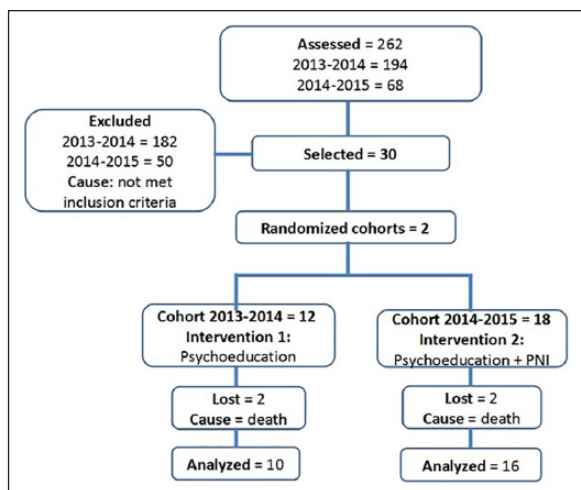 Assessed = 262
2013-2014 = 194
2014-2015 = 68
Excluded
2013-2014 = 182
2014-2015 = 50
Cause: not met
inclusion criteria
Selected = 30
Randomized cohorts = 2
Cohort 2013-2014 = 12
Intervention 1:
Psychoeducation
Cohort 2014-2015 = 18
Intervention 2:
Psychoeducation + PNI
Lost = 2
Cause = death
Lost = 2
Cause = death
Analyzed = 10
Analyzed = 16